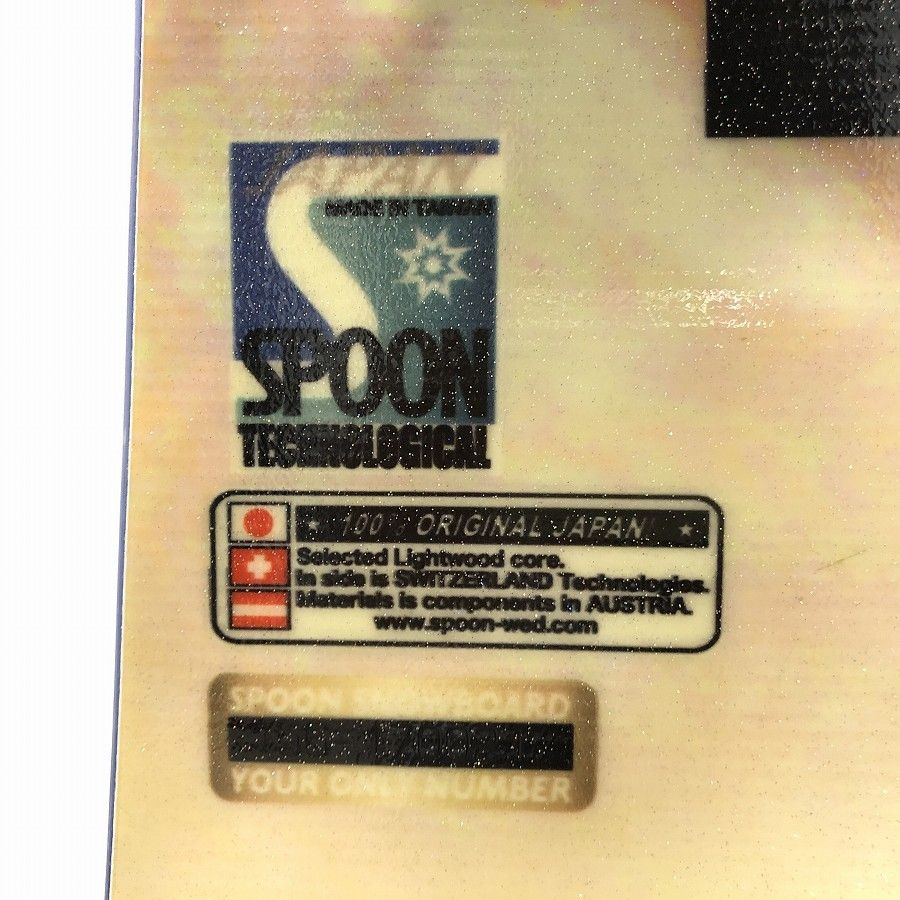 MADE IN TAIWAN
SPOON
TECHNOLOGICAL
★ 100% ORIGINAL JAPAN ★
Selected Lightwood core.
In side is SWITZERLAND Technologies.
Materials is components in AUSTRIA.
www.spoon-wed.com
SPOON SNOWBOARD
YOUR ONLY NUMBER